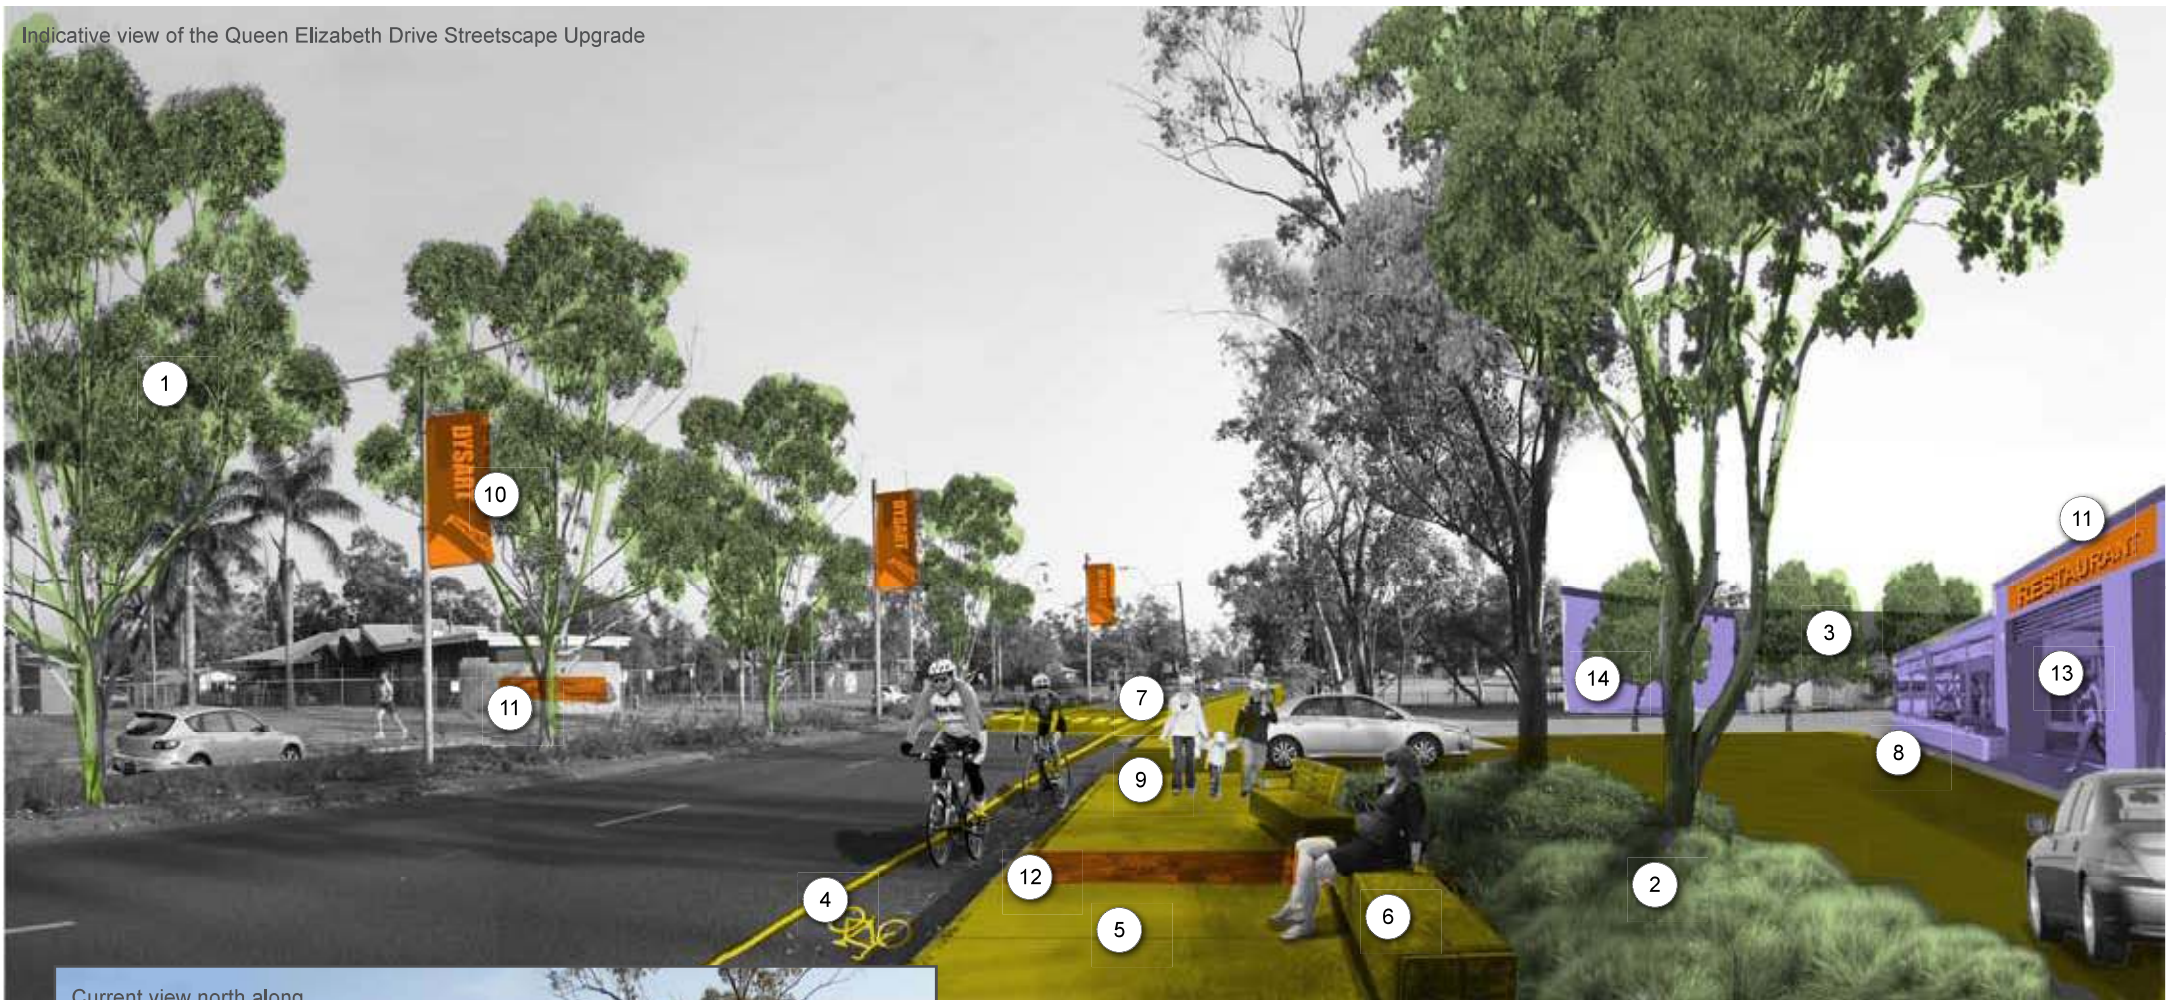 Indicative view of the Queen Elizabeth Drive Streetscape Upgrade
1
DYSART
10
DYSART
DYSART
11
RESTAURANT
3
14
13
11
7
8
9
12
4
5
6
2
Current view north along